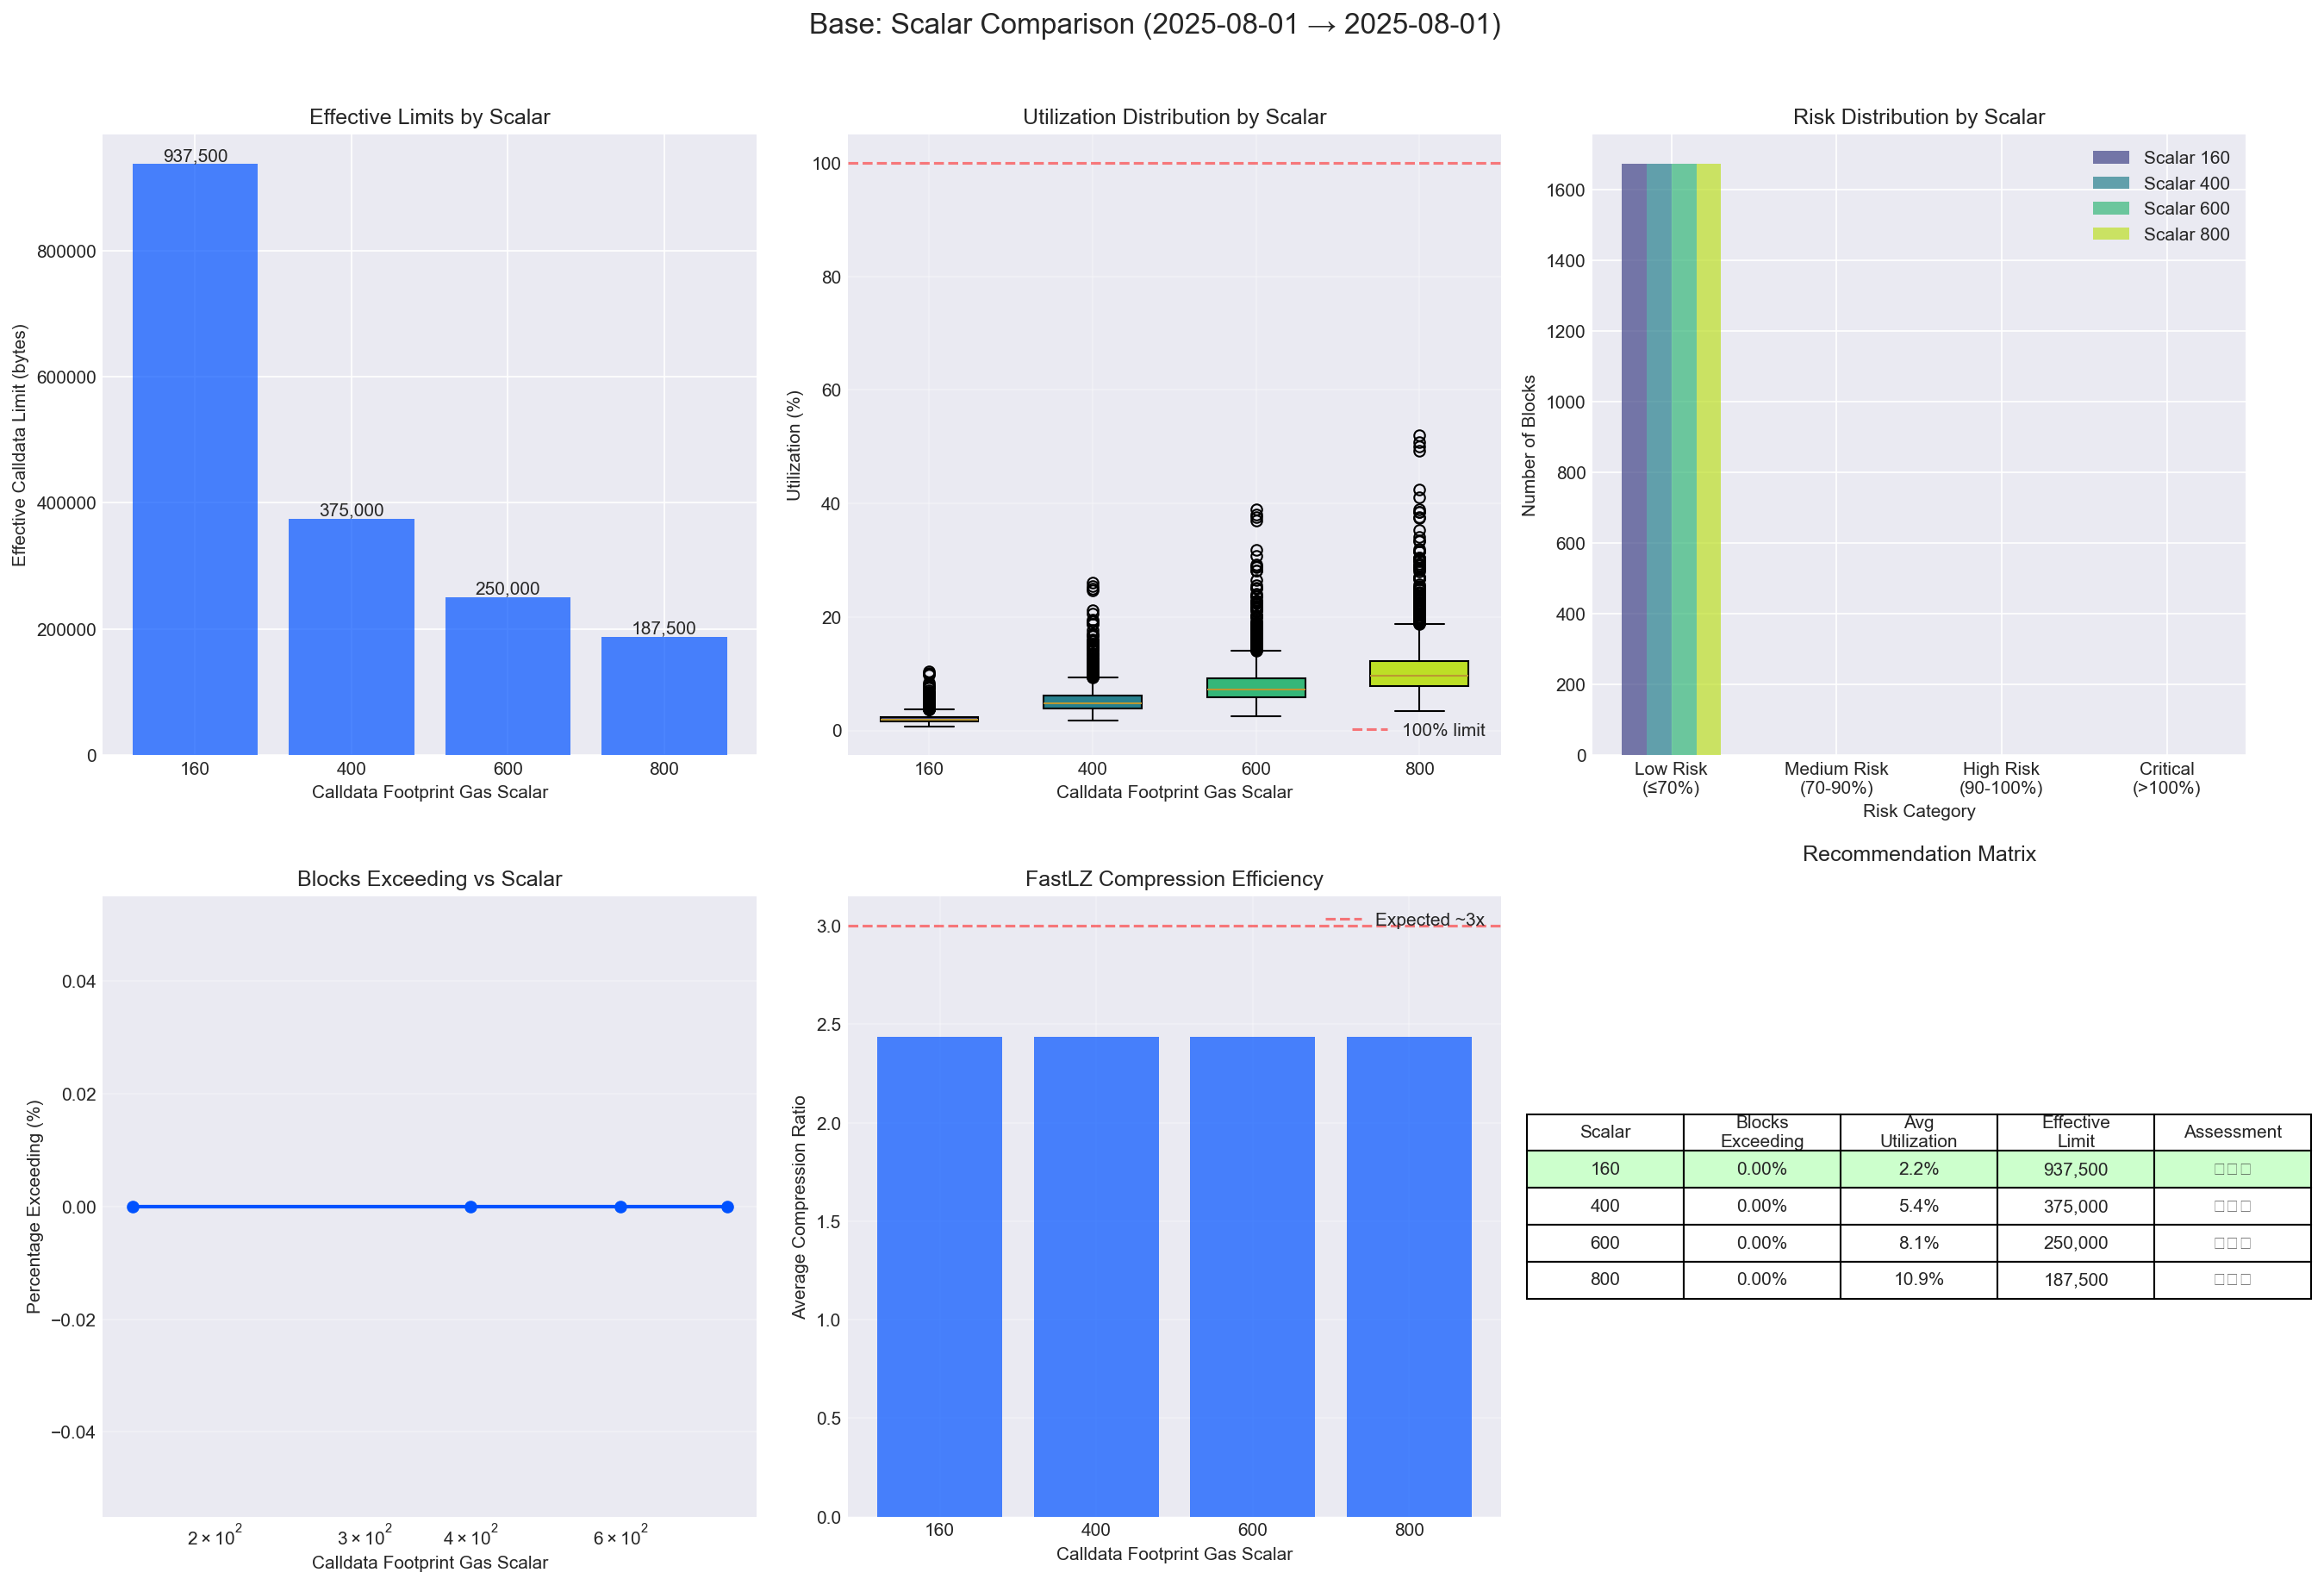 Base: Scalar Comparison (2025-08-01 → 2025-08-01)
Effective Limits by Scalar
937,500
375,000
250,000
187,500
800000
600000
400000
200000
0
160
400
600
800
Effective Calldata Limit (bytes)
Calldata Footprint Gas Scalar
Utilization Distribution by Scalar
100
80
60
40
20
0
100% limit
160
400
600
800
Utilization (%)
Calldata Footprint Gas Scalar
Risk Distribution by Scalar
Scalar 160
Scalar 400
Scalar 600
Scalar 800
1600
1400
1200
1000
800
600
400
200
0
Number of Blocks
Low Risk
(≤70%)
Medium Risk
(70-90%)
High Risk
(90-100%)
Critical
(>100%)
Risk Category
Blocks Exceeding vs Scalar
0.04
0.02
0.00
−0.02
−0.04
Percentage Exceeding (%)
2 × 10²
3 × 10²
4 × 10²
6 × 10²
Calldata Footprint Gas Scalar
FastLZ Compression Efficiency
Expected ~3x
3.0
2.5
2.0
1.5
1.0
0.5
0.0
Average Compression Ratio
160
400
600
800
Calldata Footprint Gas Scalar
Recommendation Matrix
Scalar
Blocks
Exceeding
Avg
Utilization
Effective
Limit
Assessment
160 0.00% 2.2% 937,500 □□□
400 0.00% 5.4% 375,000 □□□
600 0.00% 8.1% 250,000 □□□
800 0.00% 10.9% 187,500 □□□